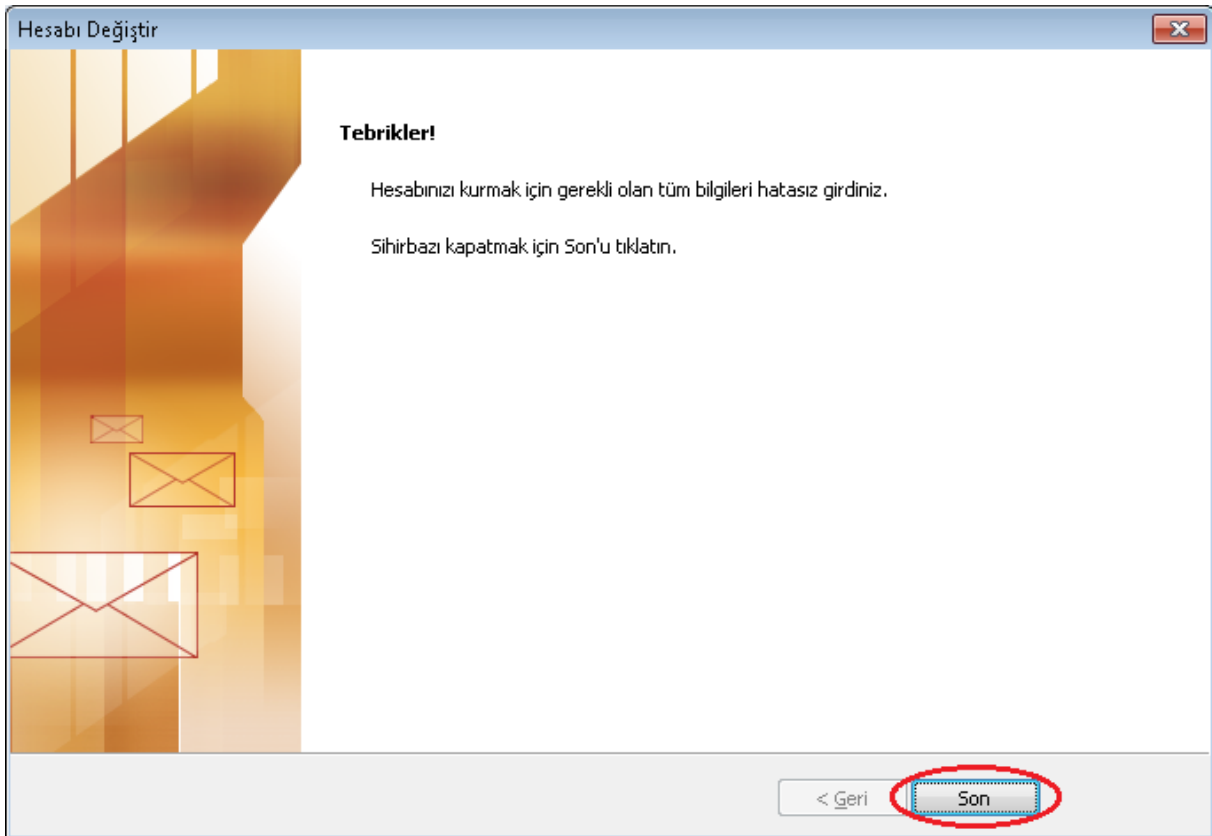 Hesabı Değiştir
Tebrikler!
Hesabınızı kurmak için gerekli olan tüm bilgileri hatasız girdiniz.
Sihirbazı kapatmak için Son'u tıklatın.
< Geri
Son